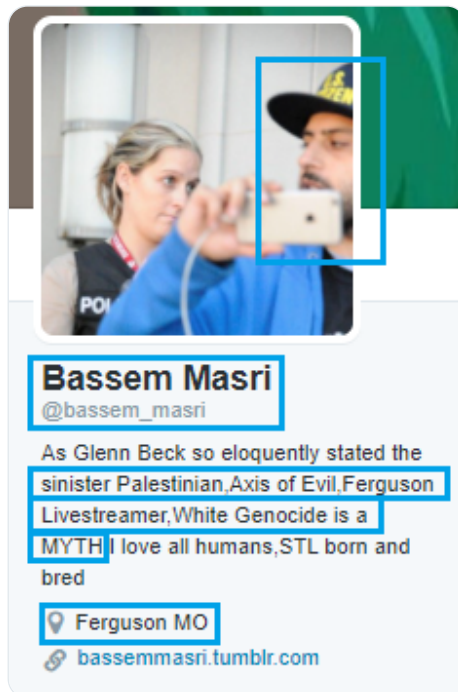 U.S.
POL
Bassem Masri
@bassem_masri
As Glenn Beck so eloquently stated the
sinister Palestinian,Axis of Evil,Ferguson
Livestreamer,White Genocide is a
MYTH I love all humans,STL born and
bred
Ferguson MO
bassemmasri.tumblr.com